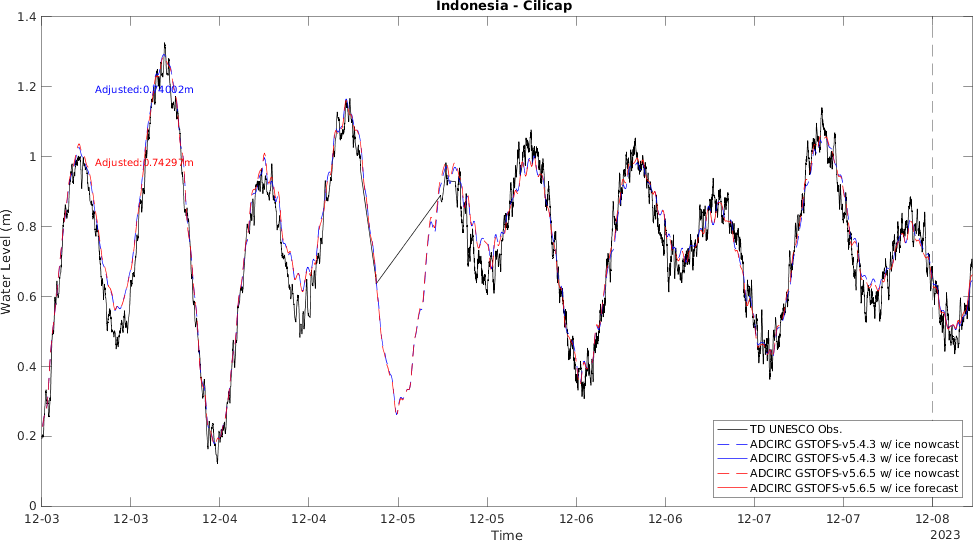 Indonesia - Cilicap
Water Level (m)
1.4
1.2
1
0.8
0.6
0.4
0.2
0
Adjusted:0.74002m
Adjusted:0.74297m
TD UNESCO Obs.
ADCIRC GSTOFS-v5.4.3 w/ ice nowcast
ADCIRC GSTOFS-v5.4.3 w/ ice forecast
ADCIRC GSTOFS-v5.6.5 w/ ice nowcast
ADCIRC GSTOFS-v5.6.5 w/ ice forecast
12-03 12-03 12-04 12-04 12-05 12-05 12-06 12-06 12-07 12-07 12-08
2023
Time